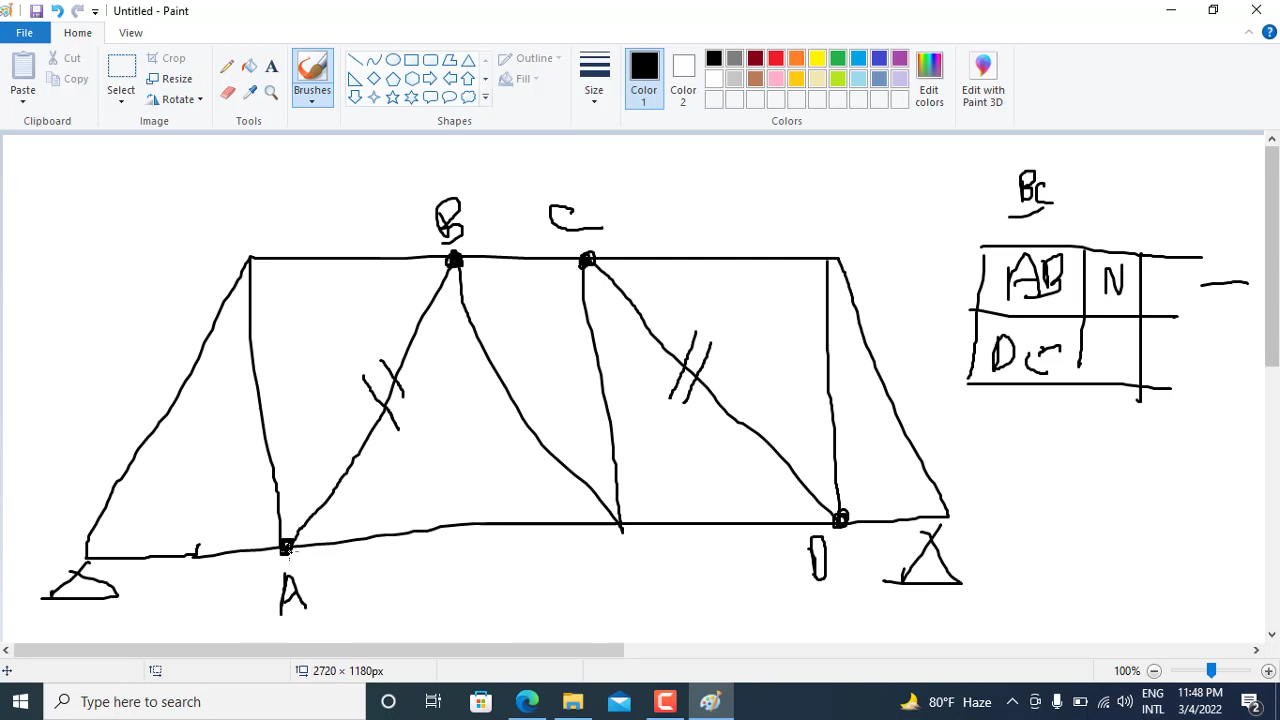 Untitled - Paint
File Home View
Paste
Cut
Copy
Clipboard
Select
Crop
Resize
Rotate
Image
A
Tools
Brushes
Outline
Fill
Shapes
Size
Color 1
Color 2
Edit colors
Colors
Edit with Paint 3D
B C
BC
AB N
DC
A D
2720 × 1180px
100%
Type here to search
80°F Haze
ENG
INTL
11:48 PM
3/4/2022
2